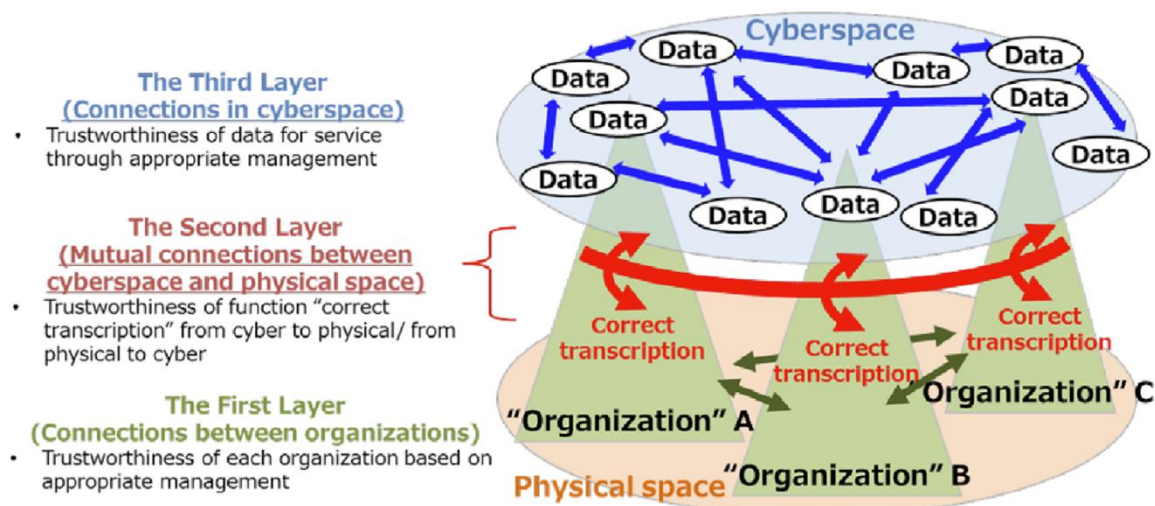 The Third Layer
(Connections in cyberspace)
• Trustworthiness of data for service
through appropriate management
The Second Layer
(Mutual connections between
cyberspace and physical space)
• Trustworthiness of function “correct
transcription” from cyber to physical/ from
physical to cyber
The First Layer
(Connections between organizations)
• Trustworthiness of each organization based on
appropriate management
Cyberspace
Data
Data
Data
Data
Data
Data
Data
Data
Data
Data
Data
Correct
transcription
Correct
transcription
Correct
transcription
“Organization” A
“Organization” B
“Organization” C
Physical space